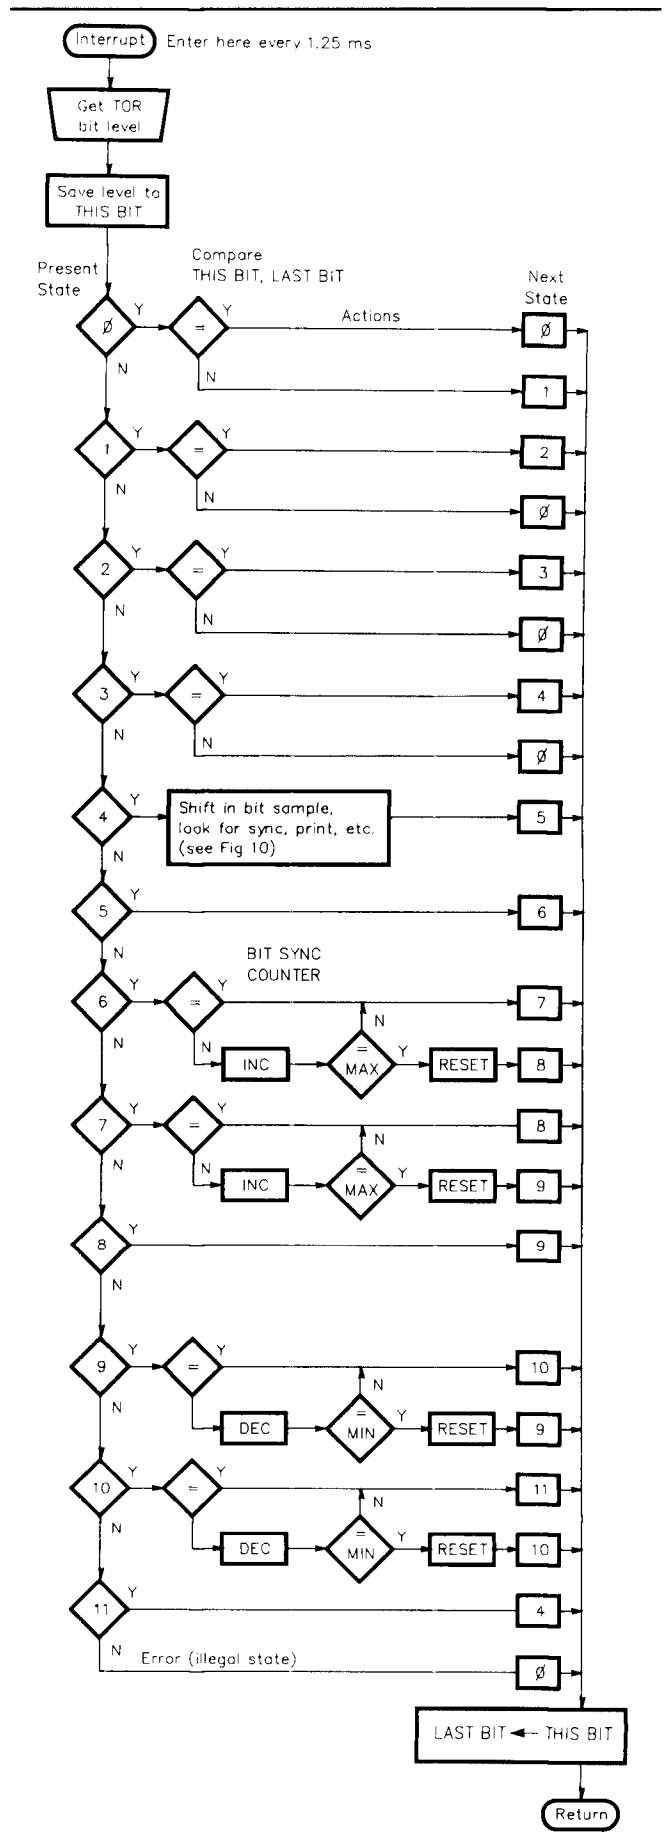 Interrupt Enter here every 1.25 ms
Get TOR
bit level
Save level to
THIS BIT
Present
State
Compare
THIS BIT, LAST BIT
Next
State
Ø Y = Y Actions Ø
N N 1
1 Y = Y 2
N N Ø
2 Y = Y 3
N N Ø
3 Y = Y 4
N N Ø
4 Y Shift in bit sample,
look for sync, print, etc.
(see Fig 10) 5
N
5 Y 6
N
BIT SYNC
COUNTER
6 Y = Y 7
N N INC = MAX N Y RESET 8
7 Y = Y 8
N N INC = MAX N Y RESET 9
8 Y 9
N
9 Y = Y 10
N DEC = MIN N Y RESET 9
10 Y = Y 11
N DEC = MIN N Y RESET 10
11 Y 4
N Error (illegal state) Ø
LAST BIT ← THIS BIT
Return